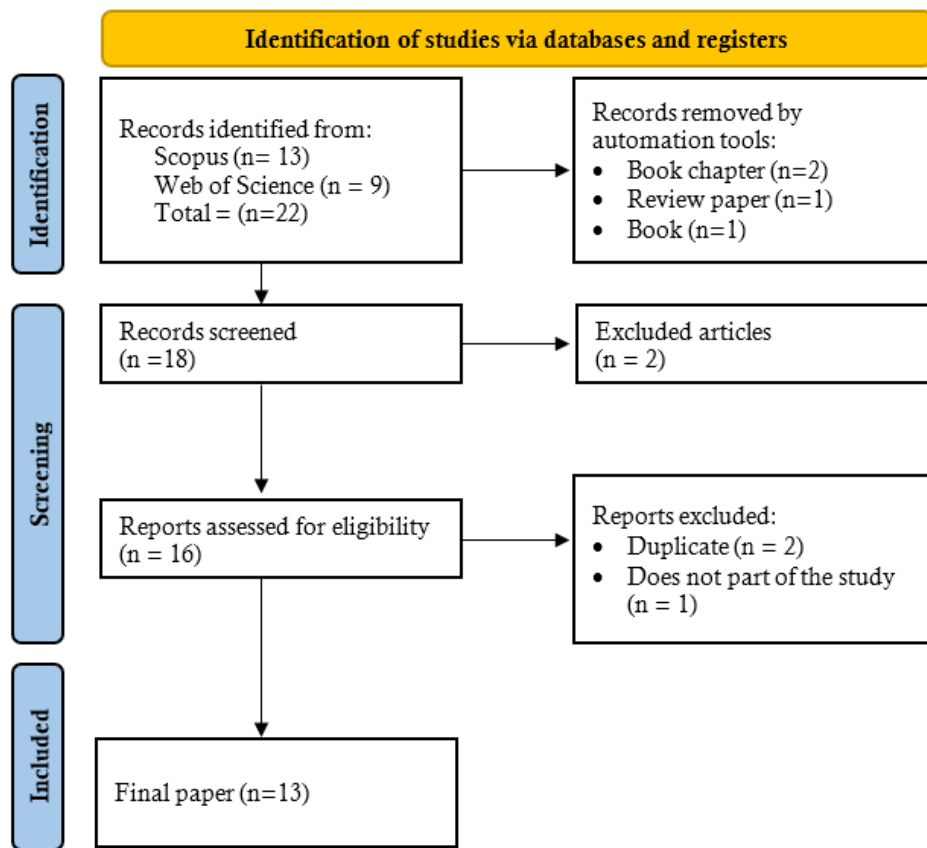 Identification of studies via databases and registers
Identification
Records identified from:
Scopus (n= 13)
Web of Science (n = 9)
Total = (n=22)
Records removed by
automation tools:
• Book chapter (n=2)
• Review paper (n=1)
• Book (n=1)
Screening
Records screened
(n =18)
Excluded articles
(n = 2)
Reports assessed for eligibility
(n = 16)
Reports excluded:
• Duplicate (n = 2)
• Does not part of the study
(n = 1)
Included
Final paper (n=13)